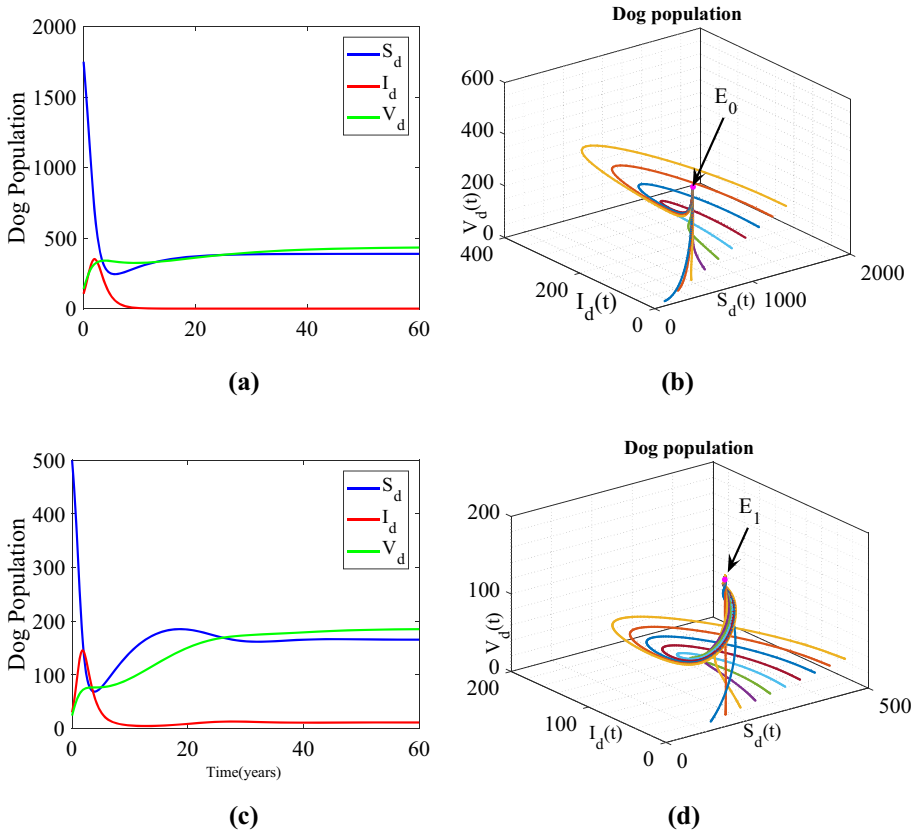 2000
1500
1000
500
0
0
20
40
60
Dog Population
S_d
I_d
V_d
(a)
Dog population
600
400
200
0
400
200
0
0
1000
2000
V_d(t)
I_d(t)
S_d(t)
E_0
(b)
500
400
300
200
100
0
0
20
40
60
Dog Population
Time(years)
S_d
I_d
V_d
(c)
Dog population
200
100
0
200
100
0
0
500
V_d(t)
I_d(t)
S_d(t)
E_1
(d)